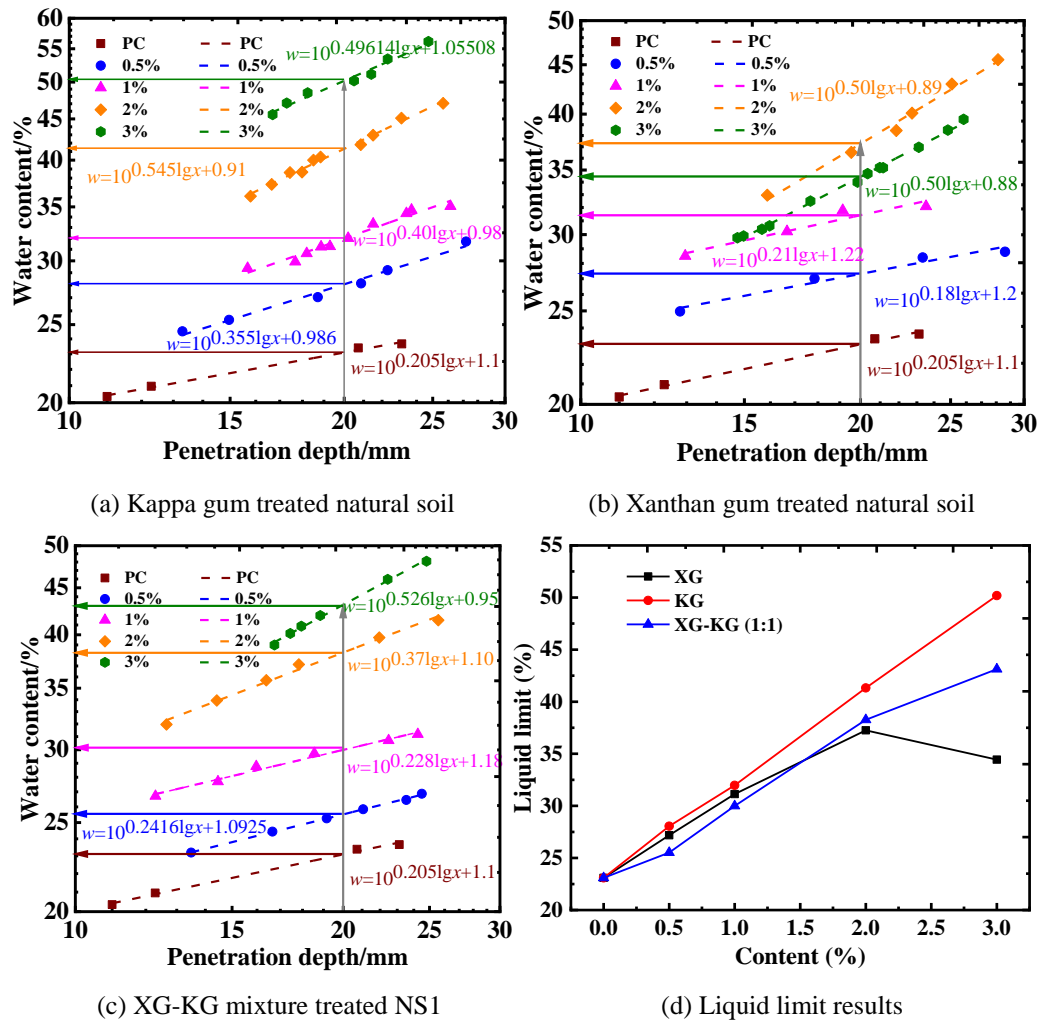 60
55
50
45
40
35
30
25
20
Water content/%
PC
0.5%
1%
2%
3%
PC
0.5%
1%
2%
3%
w=10^0.49614lgx+1.05508
w=10^0.545lgx+0.91
w=10^0.40lgx+0.98
w=10^0.355lgx+0.986
w=10^0.205lgx+1.1
10 15 20 25 30
Penetration depth/mm
(a) Kappa gum treated natural soil
50
45
40
35
30
25
20
Water content/%
PC
0.5%
1%
2%
3%
PC
0.5%
1%
2%
3%
w=10^0.50lgx+0.89
w=10^0.50lgx+0.88
w=10^0.21lgx+1.22
w=10^0.18lgx+1.2
w=10^0.205lgx+1.1
10 15 20 25 30
Penetration depth/mm
(b) Xanthan gum treated natural soil
50
45
40
35
30
25
20
Water content/%
PC
0.5%
1%
2%
3%
PC
0.5%
1%
2%
3%
w=10^0.526lgx+0.95
w=10^0.37lgx+1.10
w=10^0.228lgx+1.18
w=10^0.2416lgx+1.0925
w=10^0.205lgx+1.1
10 15 20 25 30
Penetration depth/mm
(c) XG-KG mixture treated NS1
55
50
45
40
35
30
25
20
Liquid limit (%)
XG
KG
XG-KG (1:1)
0.0 0.5 1.0 1.5 2.0 2.5 3.0
Content (%)
(d) Liquid limit results